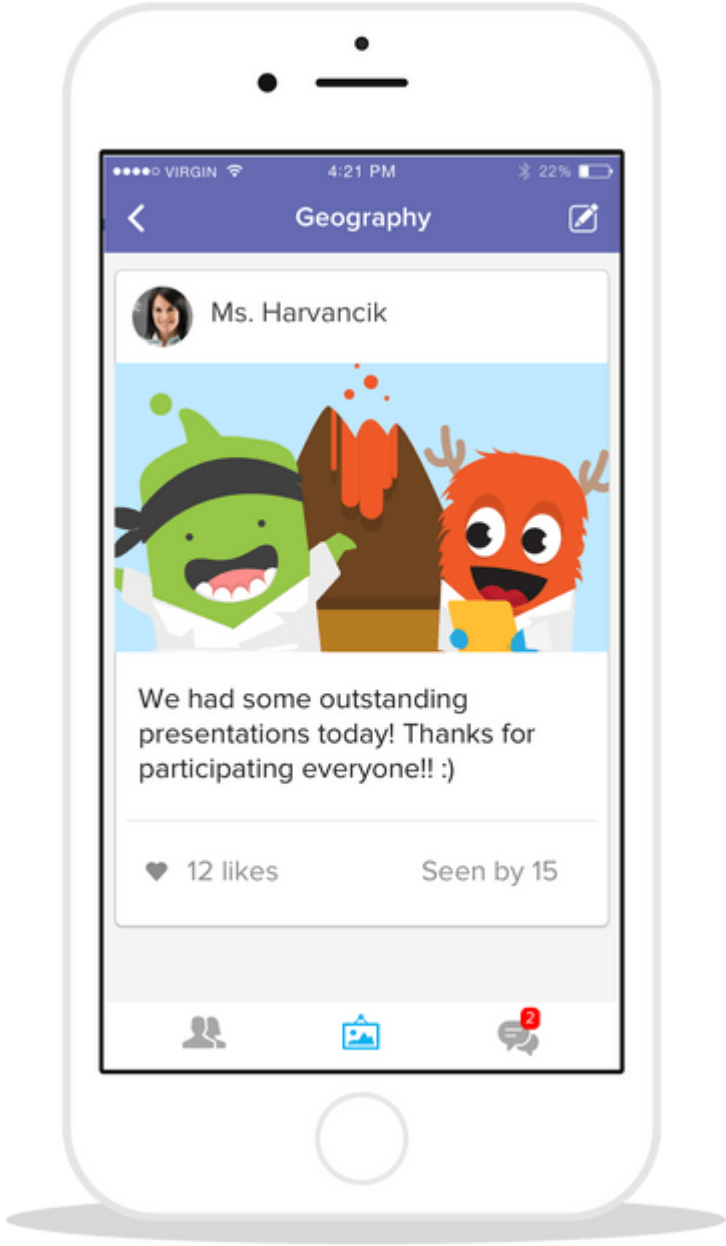 VIRGIN 4:21 PM 22%
Geography
Ms. Harvancik
We had some outstanding
presentations today! Thanks for
participating everyone!! :)
12 likes Seen by 15
2